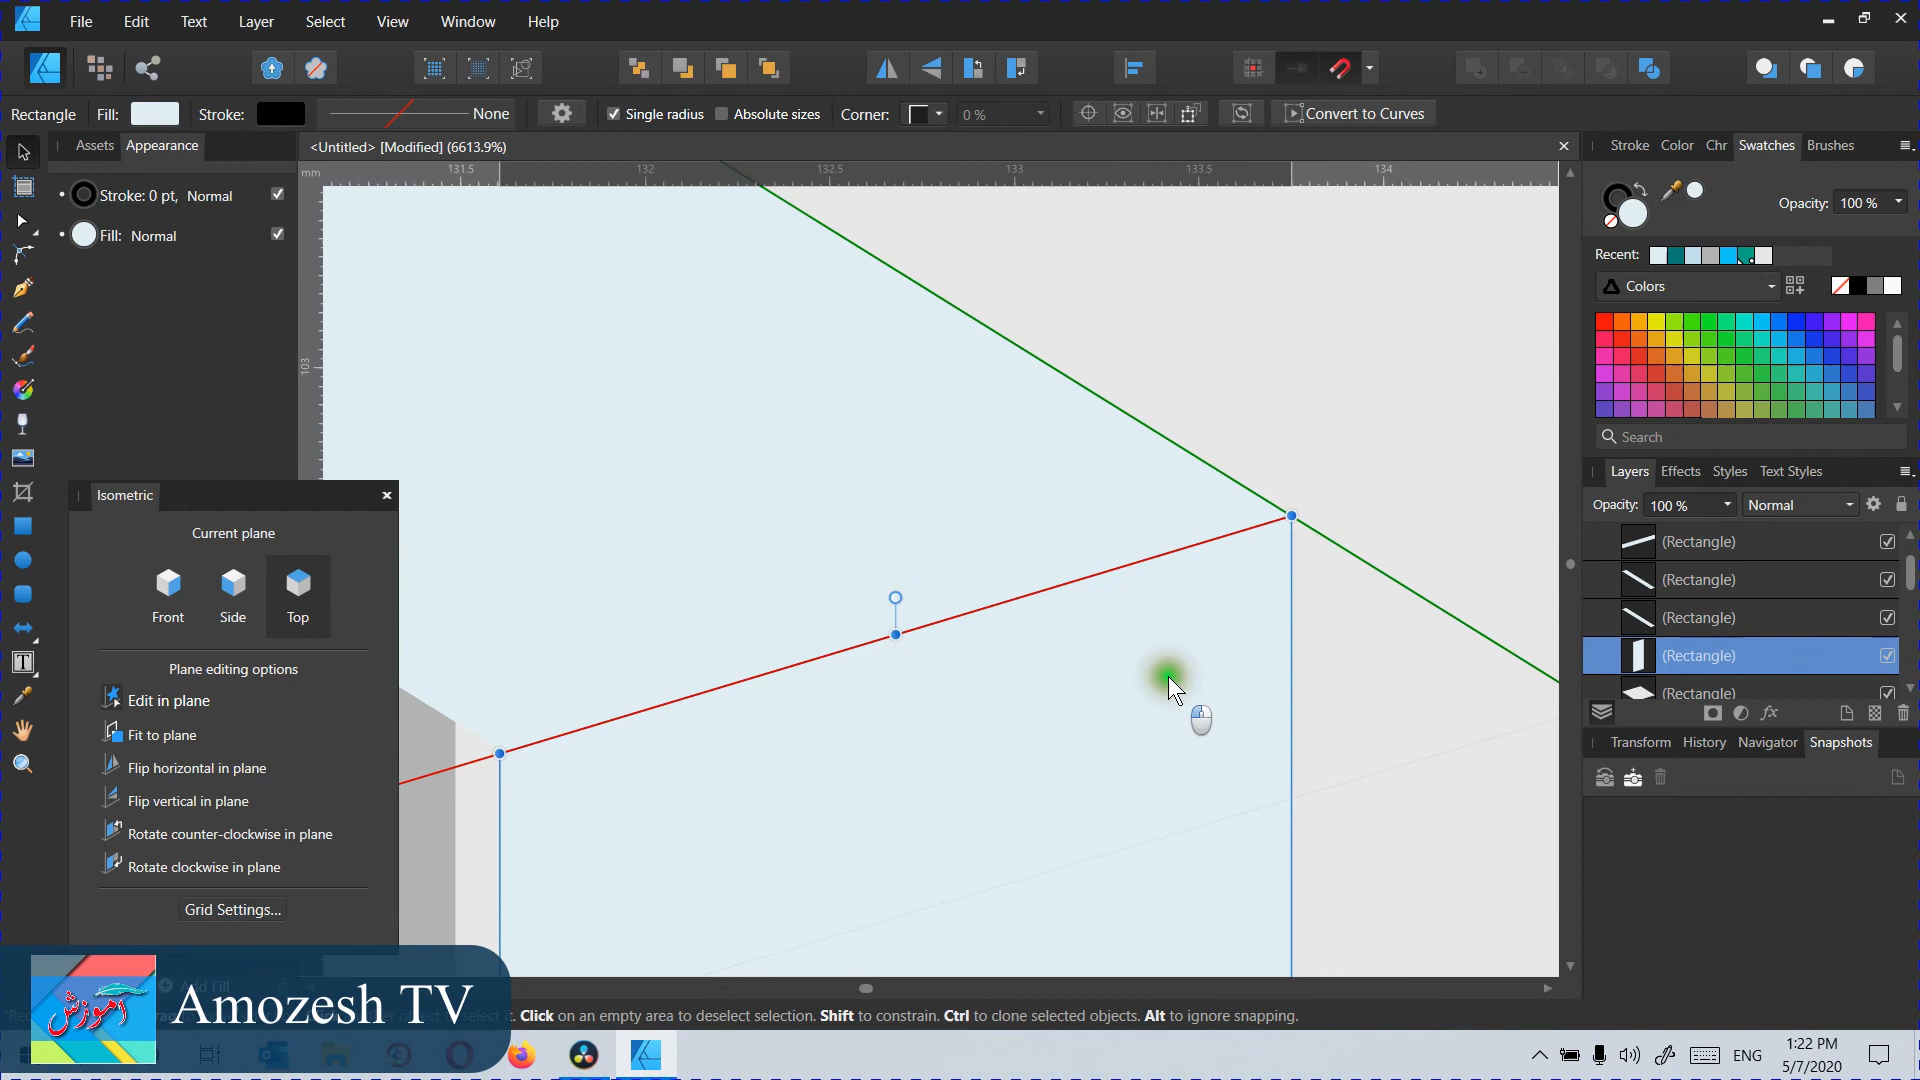 File Edit Text Layer Select View Window Help
Rectangle Fill: Stroke: None Single radius Absolute sizes Corner: 0 % Convert to Curves
Assets Appearance
<Untitled> [Modified] (6613.9%)
Stroke Color Chr Swatches Brushes
mm 131.5 132 132.5 133 133.5 134
103
Stroke: 0 pt, Normal
Fill: Normal
Opacity: 100 %
Recent:
Colors
Search
Layers Effects Styles Text Styles
Opacity: 100 % Normal
(Rectangle)
(Rectangle)
(Rectangle)
(Rectangle)
(Rectangle)
Transform History Navigator Snapshots
Isometric
Current plane
Front Side Top
Plane editing options
Edit in plane
Fit to plane
Flip horizontal in plane
Flip vertical in plane
Rotate counter-clockwise in plane
Rotate clockwise in plane
Grid Settings...
Add Fill
آموزش
Amozesh TV
it. Click on an empty area to deselect selection. Shift to constrain. Ctrl to clone selected objects. Alt to ignore snapping.
ENG
1:22 PM
5/7/2020